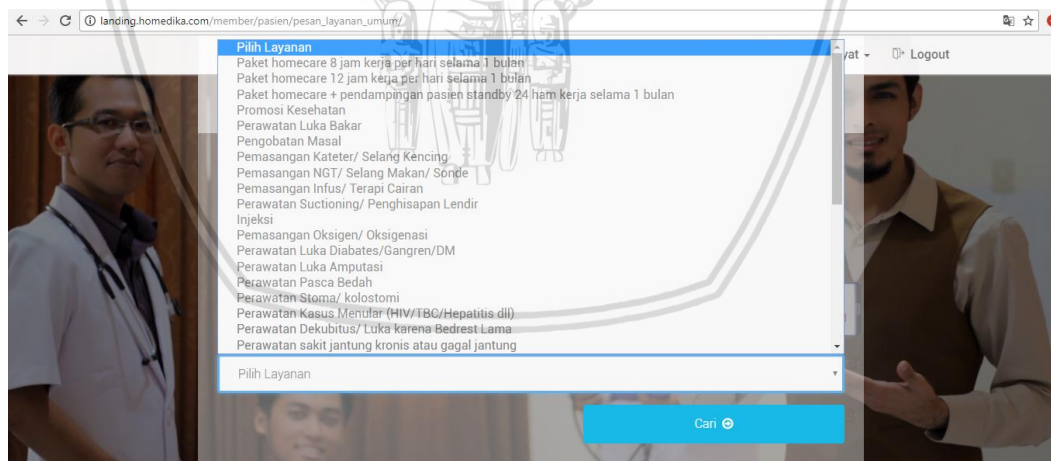 landing.homedika.com/member/pasien/pesan_layanan_umum/
yat
Logout
Pilih Layanan
Paket homecare 8 jam kerja per hari selama 1 bulan
Paket homecare 12 jam kerja per hari selama 1 bulan
Paket homecare + pendampingan pasien standby 24 ham kerja selama 1 bulan
Promosi Kesehatan
Perawatan Luka Bakar
Pengobatan Masal
Pemasangan Kateter/ Selang Kencing
Pemasangan NGT/ Selang Makan/ Sonde
Pemasangan Infus/ Terapi Cairan
Perawatan Suctioning/ Penghisapan Lendir
Injeksi
Pemasangan Oksigen/ Oksigenasi
Perawatan Luka Diabates/Gangren/DM
Perawatan Luka Amputasi
Perawatan Pasca Bedah
Perawatan Stoma/ kolostomi
Perawatan Kasus Menular (HIV/TBC/Hepatitis dll)
Perawatan Dekubitus/ Luka karena Bedrest Lama
Perawatan sakit jantung kronis atau gagal jantung
Pilih Layanan
Cari